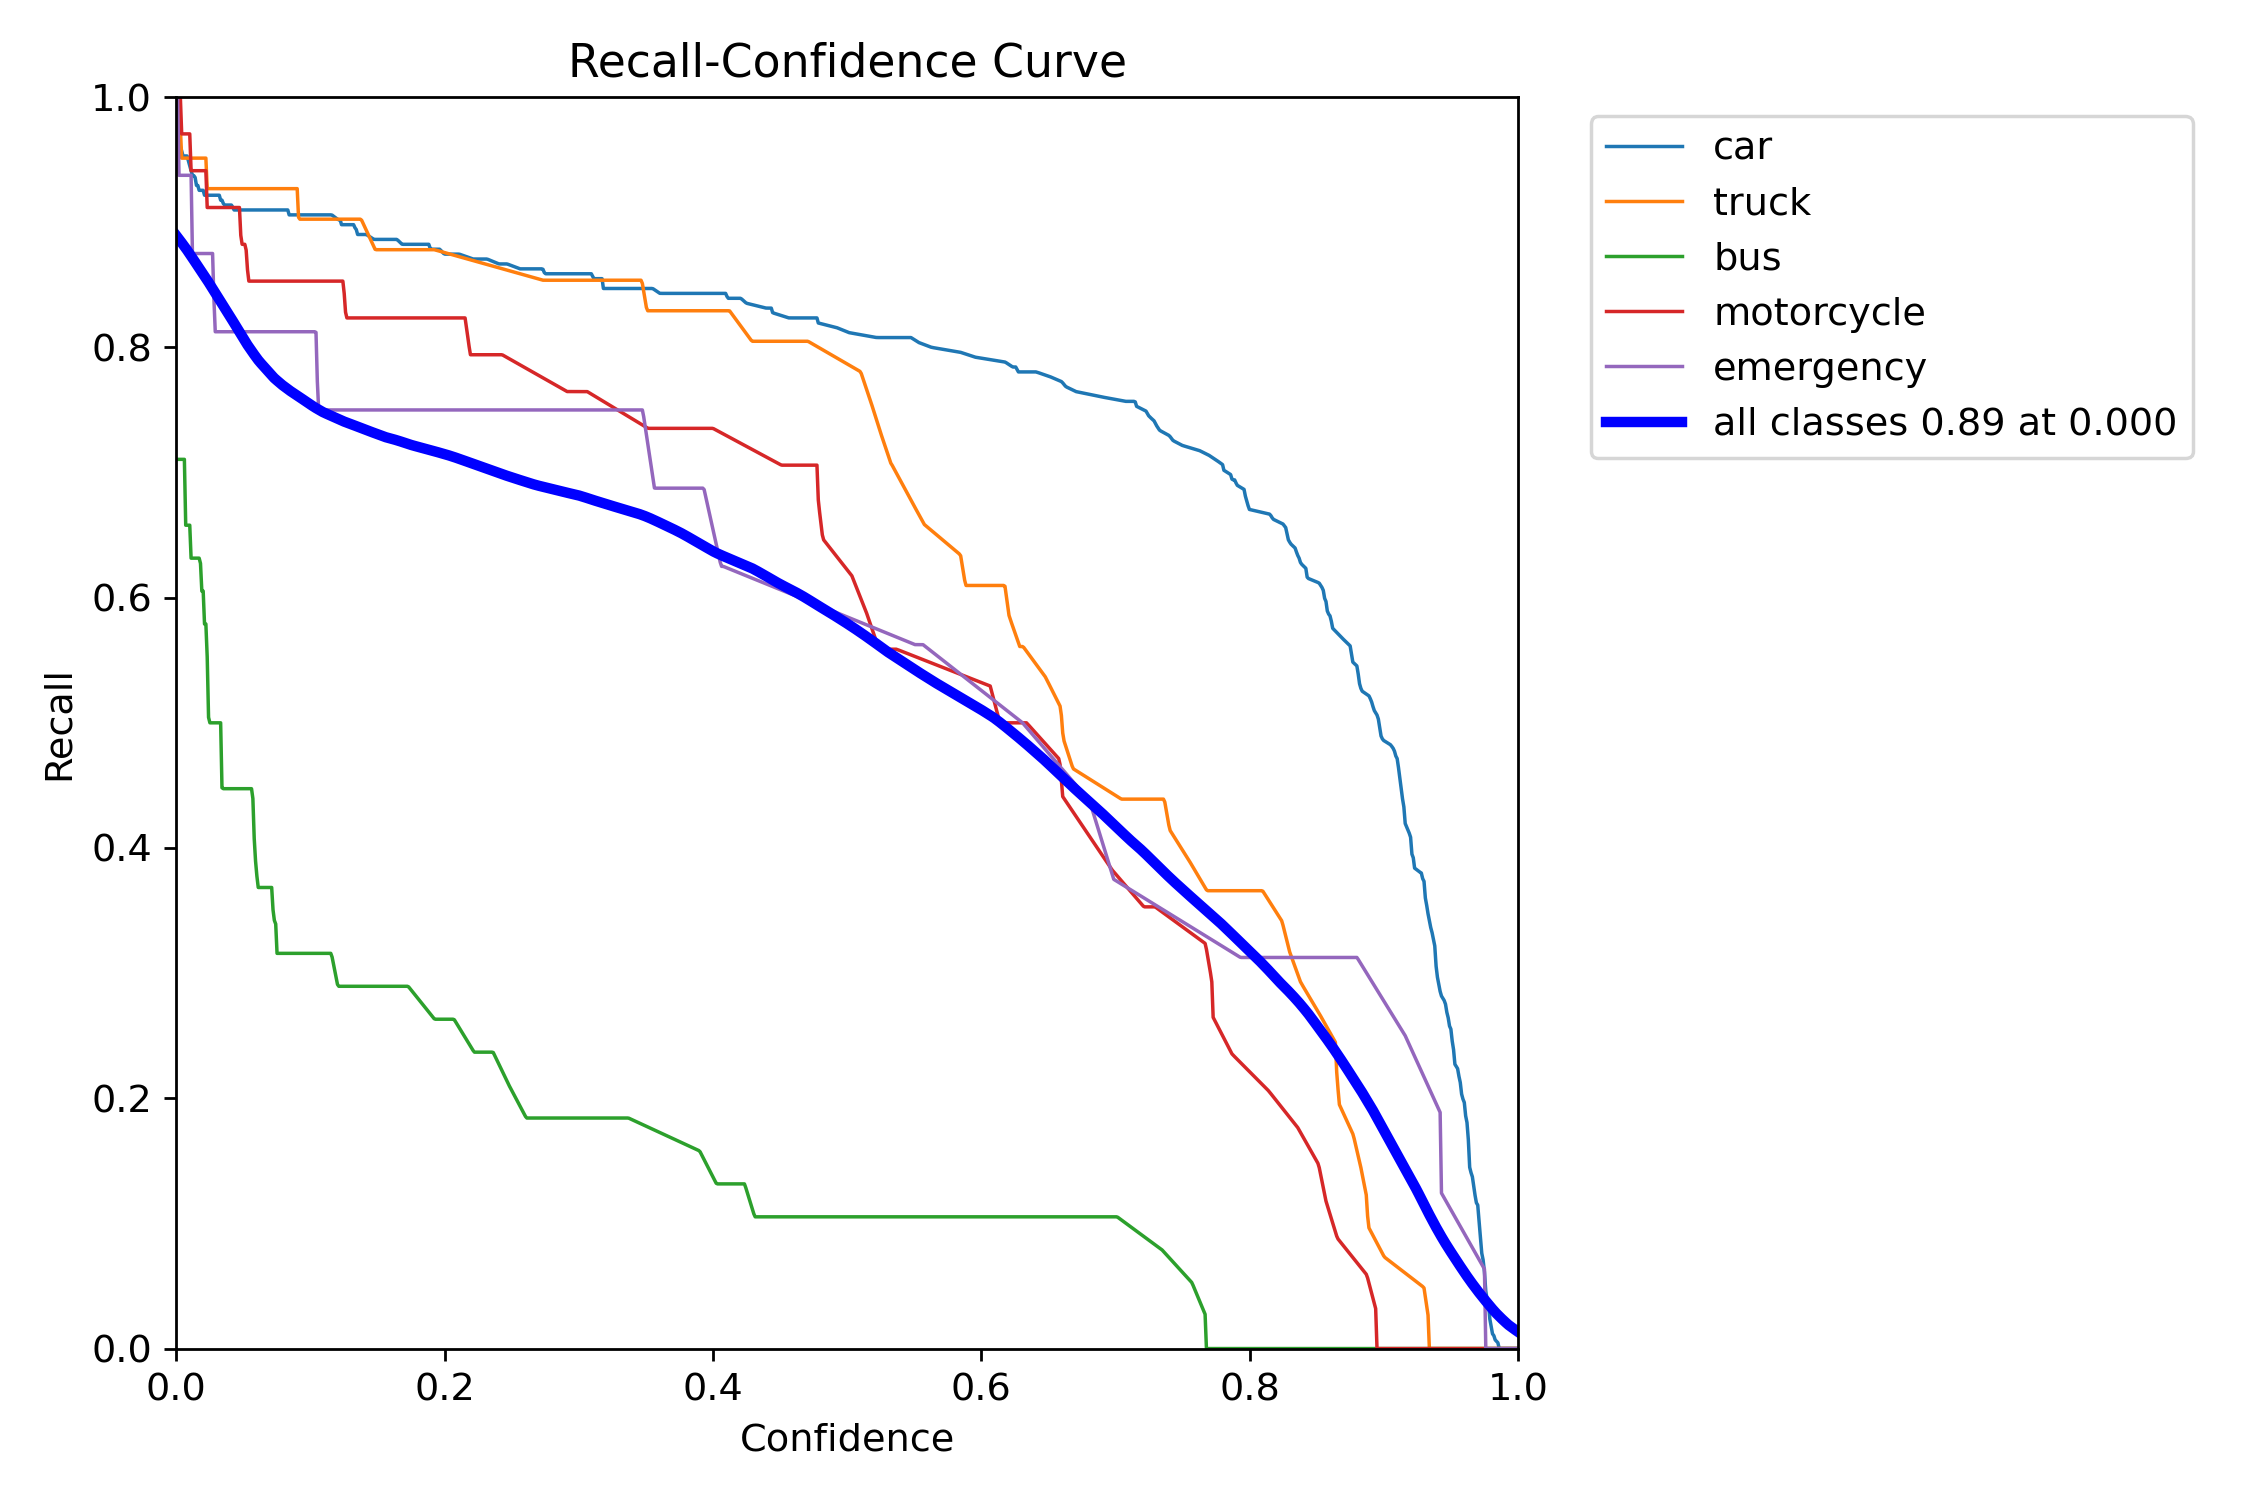 Recall-Confidence Curve
1.0
0.8
0.6
0.4
0.2
0.0
Recall
0.0 0.2 0.4 0.6 0.8 1.0
Confidence
car
truck
bus
motorcycle
emergency
all classes 0.89 at 0.000